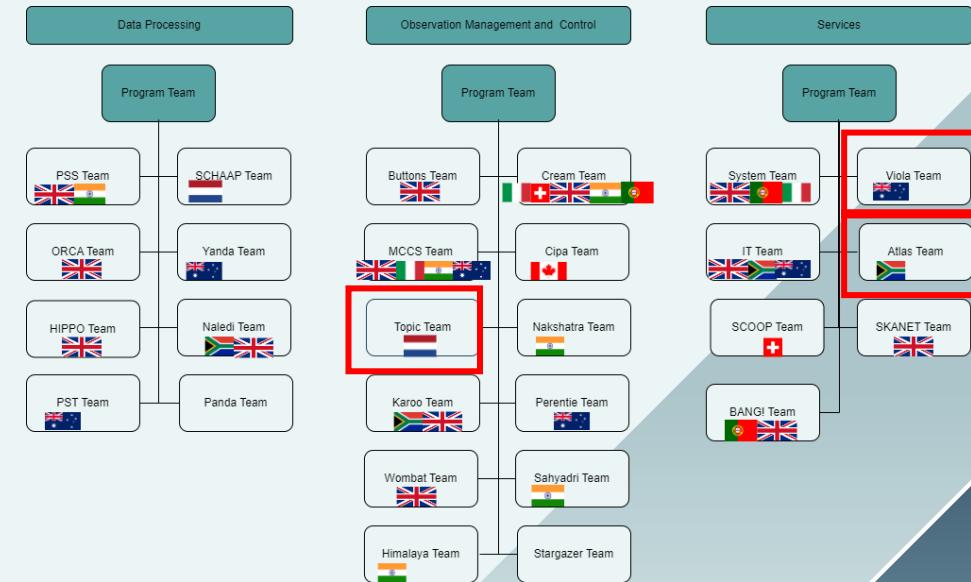 Data Processing
Program Team
PSS Team
SCHAAP Team
ORCA Team
Yanda Team
HIPPO Team
Naledi Team
PST Team
Panda Team
Observation Management and Control
Program Team
Buttons Team
Cream Team
MCCS Team
Cipa Team
Topic Team
Nakshatra Team
Karoo Team
Perentie Team
Wombat Team
Sahyadri Team
Himalaya Team
Stargazer Team
Services
Program Team
System Team
Viola Team
IT Team
Atlas Team
SCOOP Team
SKANET Team
BANG! Team